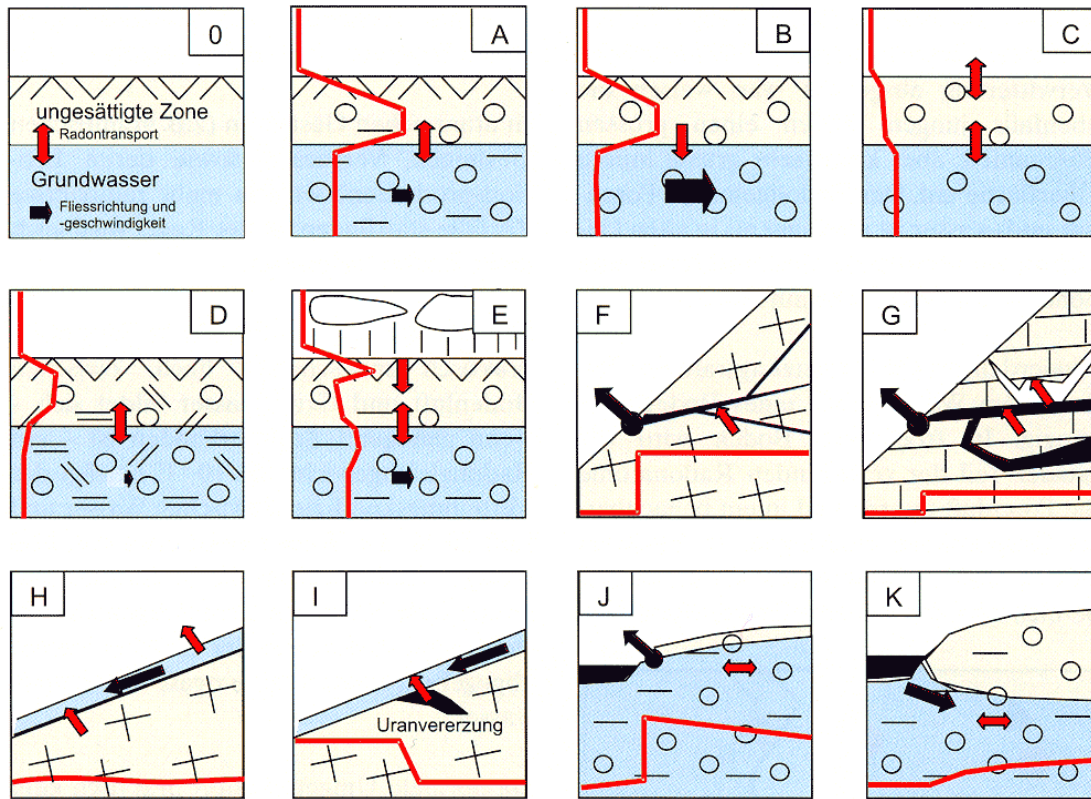 0
ungesättigte Zone
Radontransport
Grundwasser
Fliessrichtung und
-geschwindigkeit
A
B
C
D
E
F
G
H
I
Uranvererzung
J
K